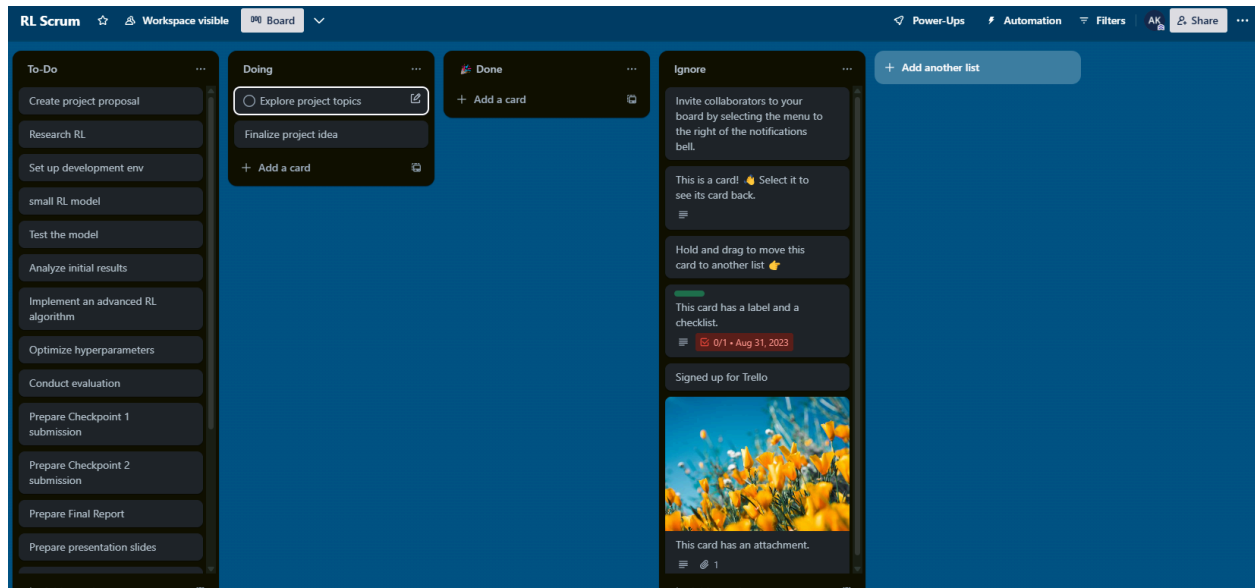 RL Scrum
Workspace visible
Board
Power-Ups
Automation
Filters
AK
Share
To-Do
Create project proposal
Research RL
Set up development env
small RL model
Test the model
Analyze initial results
Implement an advanced RL
algorithm
Optimize hyperparameters
Conduct evaluation
Prepare Checkpoint 1
submission
Prepare Checkpoint 2
submission
Prepare Final Report
Prepare presentation slides
Doing
Explore project topics
Finalize project idea
+ Add a card
🎉 Done
+ Add a card
Ignore
Invite collaborators to your
board by selecting the menu to
the right of the notifications
bell.
This is a card! 👋 Select it to
see its card back.
Hold and drag to move this
card to another list 👉
This card has a label and a
checklist.
0/1 • Aug 31, 2023
Signed up for Trello
This card has an attachment.
1
+ Add another list